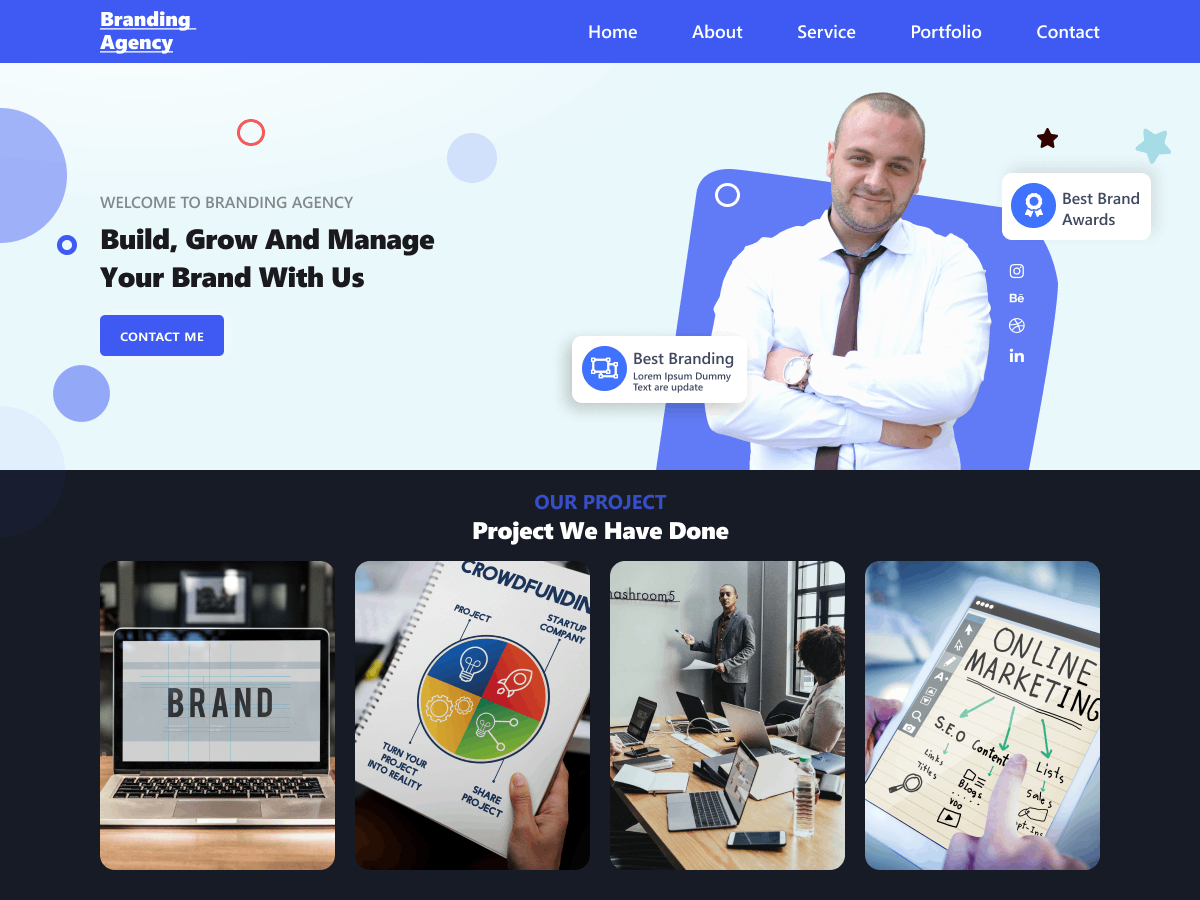 Branding
Agency
Home
About
Service
Portfolio
Contact
WELCOME TO BRANDING AGENCY
Build, Grow And Manage
Your Brand With Us
CONTACT ME
Best Brand
Awards
Bē
in
Best Branding
Lorem Ipsum Dummy
Text are update
OUR PROJECT
Project We Have Done
BRAND
CROWDFUNDIN
PROJECT
STARTUP
COMPANY
TURN YOUR
PROJECT
INTO REALITY
SHARE
PROJECT
ashroom5
ONLINE
MARKETING
S.E.O
Content
Lists
Links
Titles
Blogs
VDO
Sales
pt-Ins